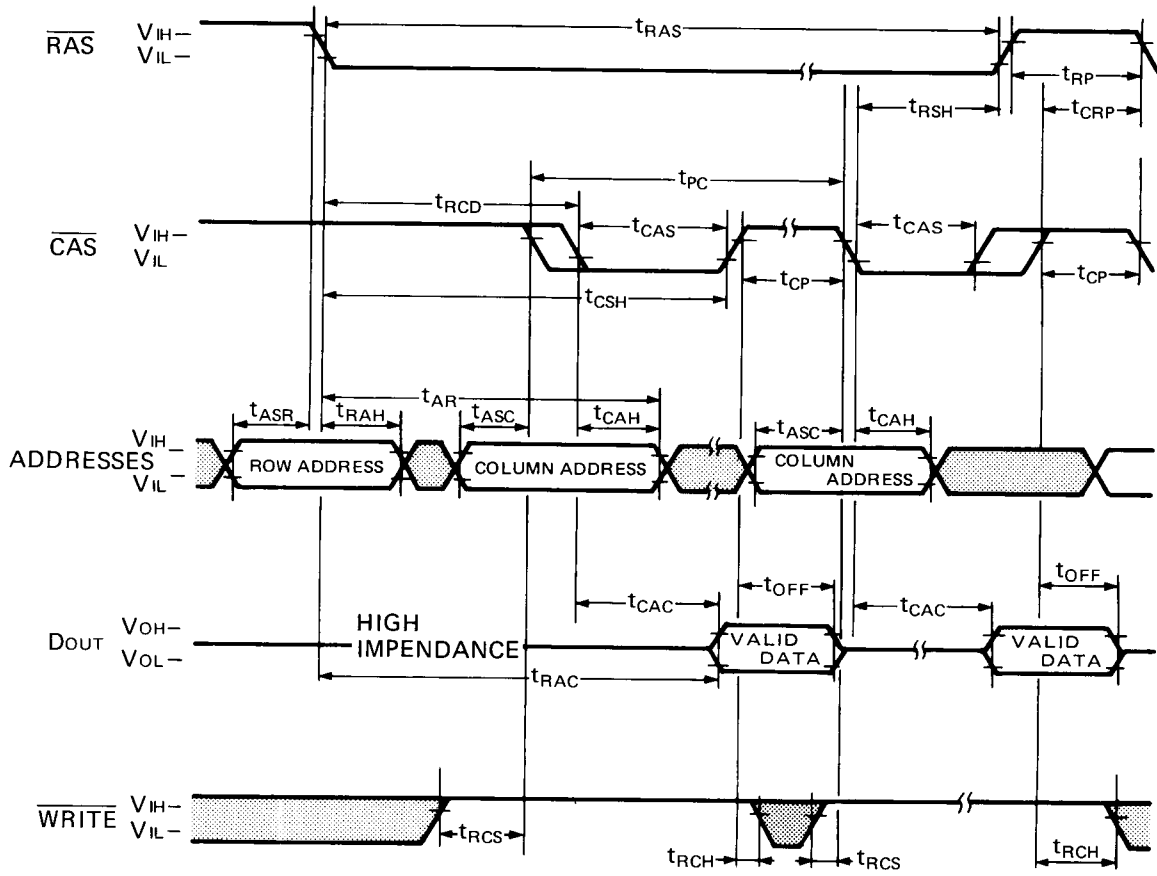 RAS
VIH
VIL
tRAS
tRP
tRSH
tCRP
tPC
tRCD
CAS
VIH
VIL
tCAS
tCAS
tCSH
tCP
tCP
tAR
tASR
tRAH
tASC
tCAH
tASC
tCAH
ADDRESSES
VIH
VIL
ROW ADDRESS
COLUMN ADDRESS
COLUMN
ADDRESS
tOFF
tOFF
tCAC
tCAC
DOUT
VOH
VOL
HIGH
IMPENDANCE
VALID
DATA
VALID
DATA
tRAC
WRITE
VIH
VIL
tRCS
tRCH
tRCS
tRCH